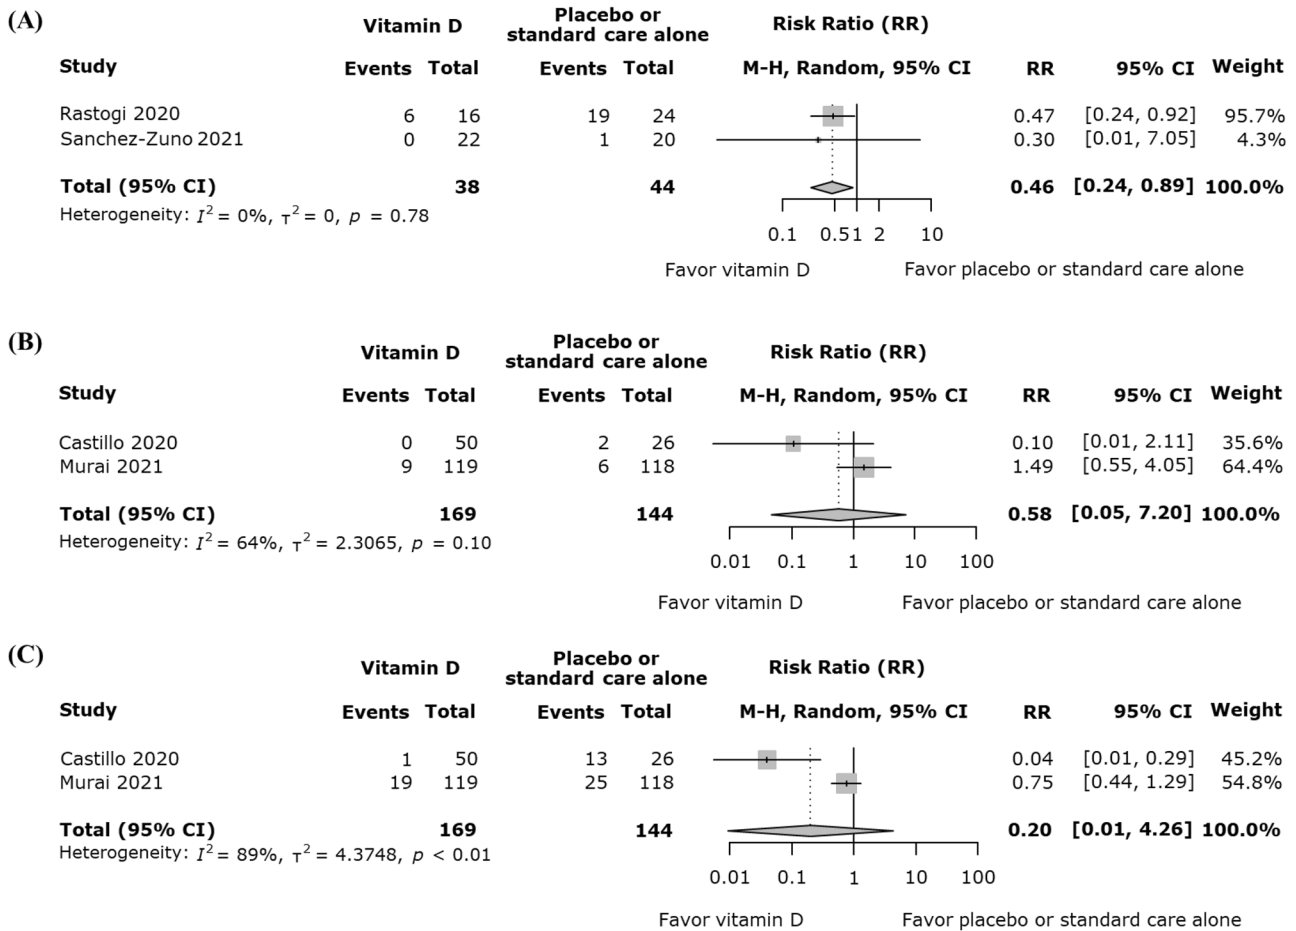 (A)
Vitamin D
Placebo or
standard care alone
Risk Ratio (RR)
Study Events Total Events Total M-H, Random, 95% CI RR 95% CI Weight
Rastogi 2020 6 16 19 24 0.47 [0.24, 0.92] 95.7%
Sanchez-Zuno 2021 0 22 1 20 0.30 [0.01, 7.05] 4.3%
Total (95% CI) 38 44 0.46 [0.24, 0.89] 100.0%
Heterogeneity: I² = 0%, τ² = 0, p = 0.78
0.1 0.5 1 2 10
Favor vitamin D Favor placebo or standard care alone
(B)
Vitamin D
Placebo or
standard care alone
Risk Ratio (RR)
Study Events Total Events Total M-H, Random, 95% CI RR 95% CI Weight
Castillo 2020 0 50 2 26 0.10 [0.01, 2.11] 35.6%
Murai 2021 9 119 6 118 1.49 [0.55, 4.05] 64.4%
Total (95% CI) 169 144 0.58 [0.05, 7.20] 100.0%
Heterogeneity: I² = 64%, τ² = 2.3065, p = 0.10
0.01 0.1 1 10 100
Favor vitamin D Favor placebo or standard care alone
(C)
Vitamin D
Placebo or
standard care alone
Risk Ratio (RR)
Study Events Total Events Total M-H, Random, 95% CI RR 95% CI Weight
Castillo 2020 1 50 13 26 0.04 [0.01, 0.29] 45.2%
Murai 2021 19 119 25 118 0.75 [0.44, 1.29] 54.8%
Total (95% CI) 169 144 0.20 [0.01, 4.26] 100.0%
Heterogeneity: I² = 89%, τ² = 4.3748, p < 0.01
0.01 0.1 1 10 100
Favor vitamin D Favor placebo or standard care alone